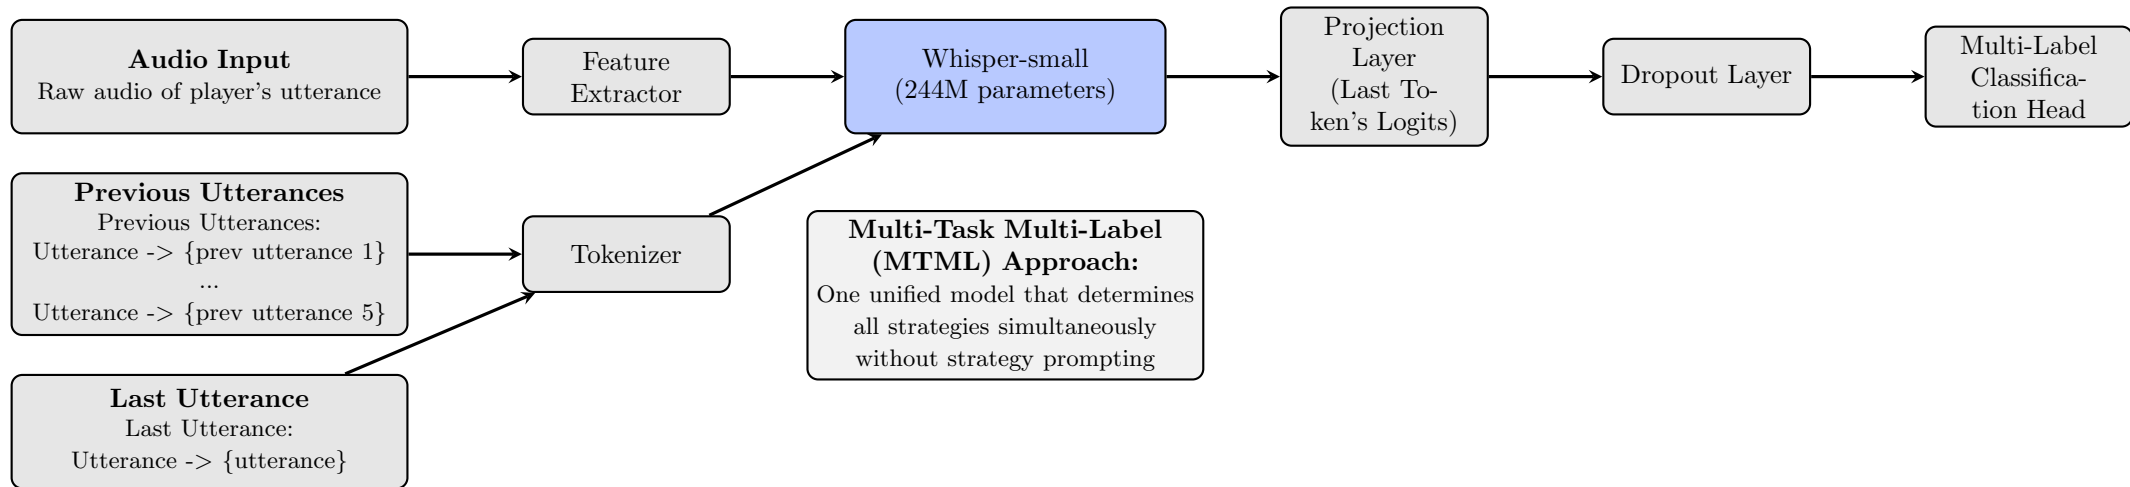 Audio Input
Raw audio of player's utterance
Feature
Extractor
Whisper-small
(244M parameters)
Projection
Layer
(Last To-
ken's Logits)
Dropout Layer
Multi-Label
Classifica-
tion Head
Previous Utterances
Previous Utterances:
Utterance -> {prev utterance 1}
...
Utterance -> {prev utterance 5}
Tokenizer
Multi-Task Multi-Label
(MTML) Approach:
One unified model that determines
all strategies simultaneously
without strategy prompting
Last Utterance
Last Utterance:
Utterance -> {utterance}